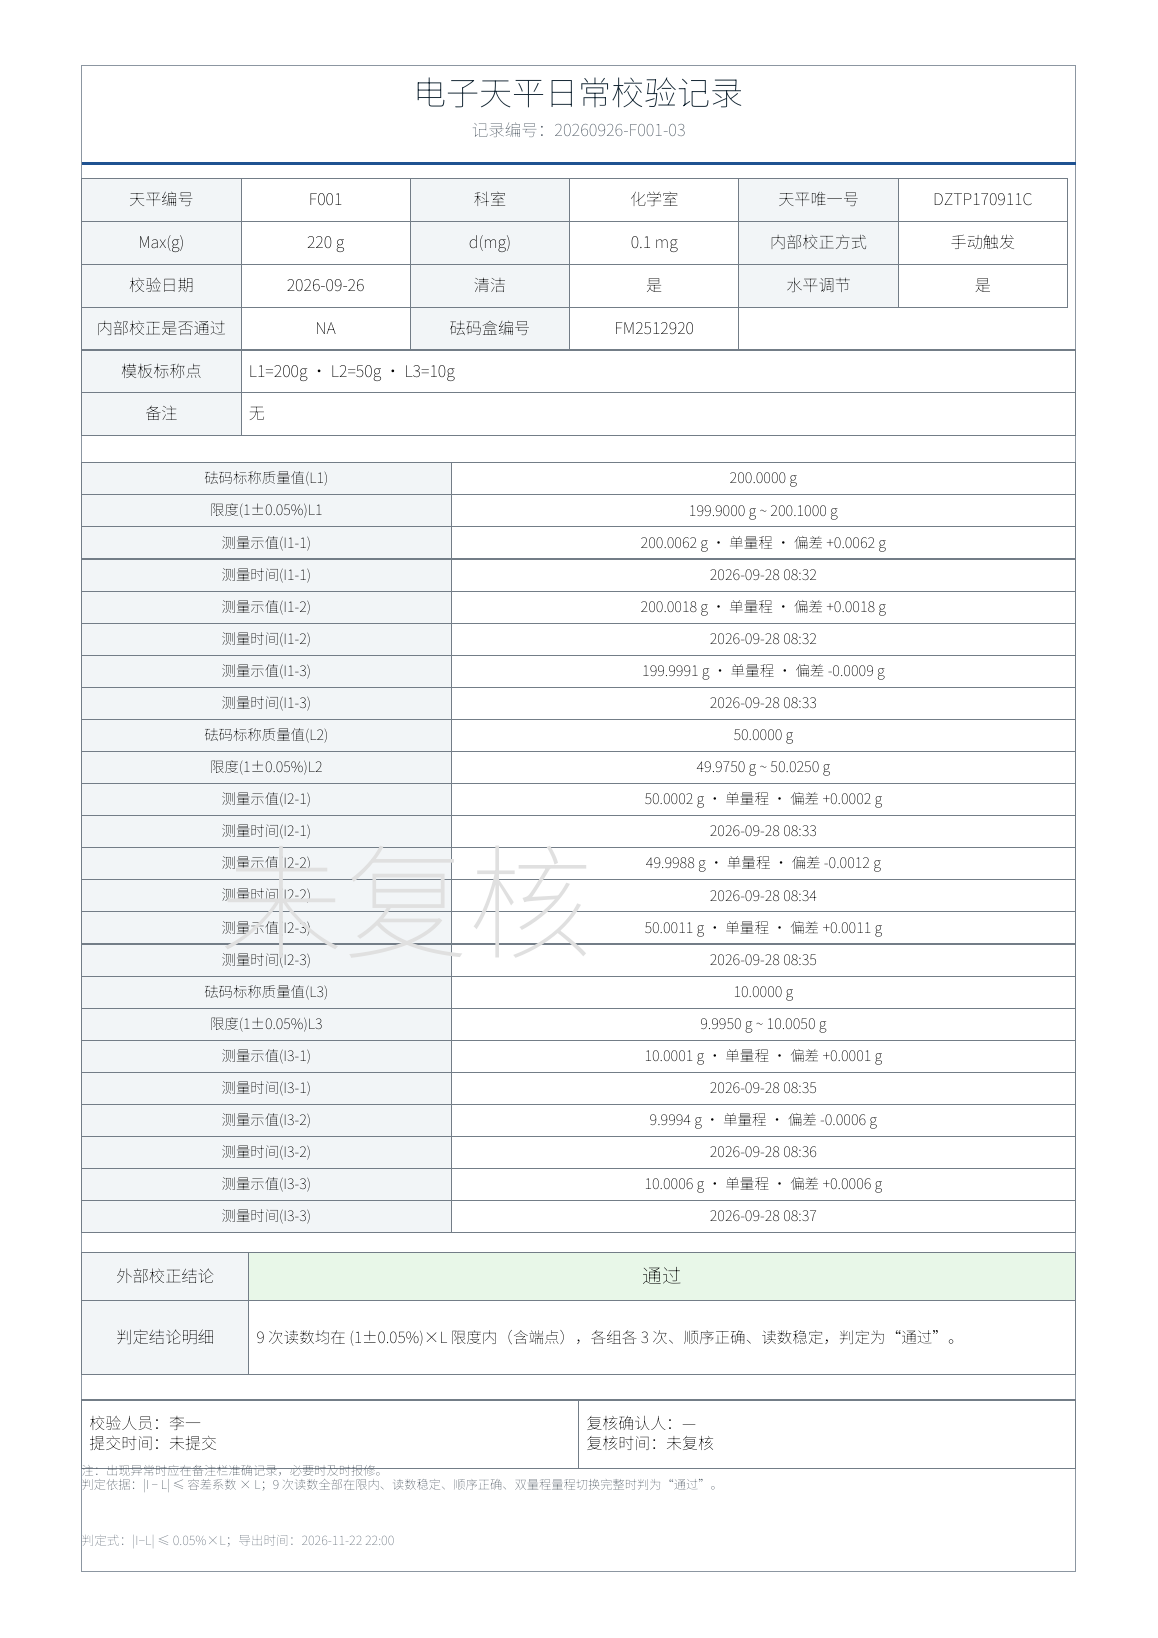 电子天平日常校验记录
记录编号：20260926-F001-03
天平编号 F001 科室 化学室 天平唯一号 DZTP170911C
Max(g) 220 g d(mg) 0.1 mg 内部校正方式 手动触发
校验日期 2026-09-26 清洁 是 水平调节 是
内部校正是否通过 NA 砝码盒编号 FM2512920
模板标称点 L1=200g · L2=50g · L3=10g
备注 无
砝码标称质量值(L1) 200.0000 g
限度(1±0.05%)L1 199.9000 g ~ 200.1000 g
测量示值(I1-1) 200.0062 g · 单量程 · 偏差 +0.0062 g
测量时间(I1-1) 2026-09-28 08:32
测量示值(I1-2) 200.0018 g · 单量程 · 偏差 +0.0018 g
测量时间(I1-2) 2026-09-28 08:32
测量示值(I1-3) 199.9991 g · 单量程 · 偏差 -0.0009 g
测量时间(I1-3) 2026-09-28 08:33
砝码标称质量值(L2) 50.0000 g
限度(1±0.05%)L2 49.9750 g ~ 50.0250 g
测量示值(I2-1) 50.0002 g · 单量程 · 偏差 +0.0002 g
测量时间(I2-1) 2026-09-28 08:33
测量示值(I2-2) 49.9988 g · 单量程 · 偏差 -0.0012 g
测量时间(I2-2) 2026-09-28 08:34
未复核
测量示值(I2-3) 50.0011 g · 单量程 · 偏差 +0.0011 g
测量时间(I2-3) 2026-09-28 08:35
砝码标称质量值(L3) 10.0000 g
限度(1±0.05%)L3 9.9950 g ~ 10.0050 g
测量示值(I3-1) 10.0001 g · 单量程 · 偏差 +0.0001 g
测量时间(I3-1) 2026-09-28 08:35
测量示值(I3-2) 9.9994 g · 单量程 · 偏差 -0.0006 g
测量时间(I3-2) 2026-09-28 08:36
测量示值(I3-3) 10.0006 g · 单量程 · 偏差 +0.0006 g
测量时间(I3-3) 2026-09-28 08:37
外部校正结论 通过
判定结论明细 9 次读数均在 (1±0.05%)×L 限度内（含端点），各组各 3 次、顺序正确、读数稳定，判定为“通过”。
校验人员：李一 复核确认人：—
提交时间：未提交 复核时间：未复核
注：出现异常时应在备注栏准确记录，必要时及时报修。
判定依据：|I − L| ≤ 容差系数 × L；9 次读数全部在限内、读数稳定、顺序正确、双量程量程切换完整时判为“通过”。
判定式：|I−L| ≤ 0.05%×L；导出时间：2026-11-22 22:00